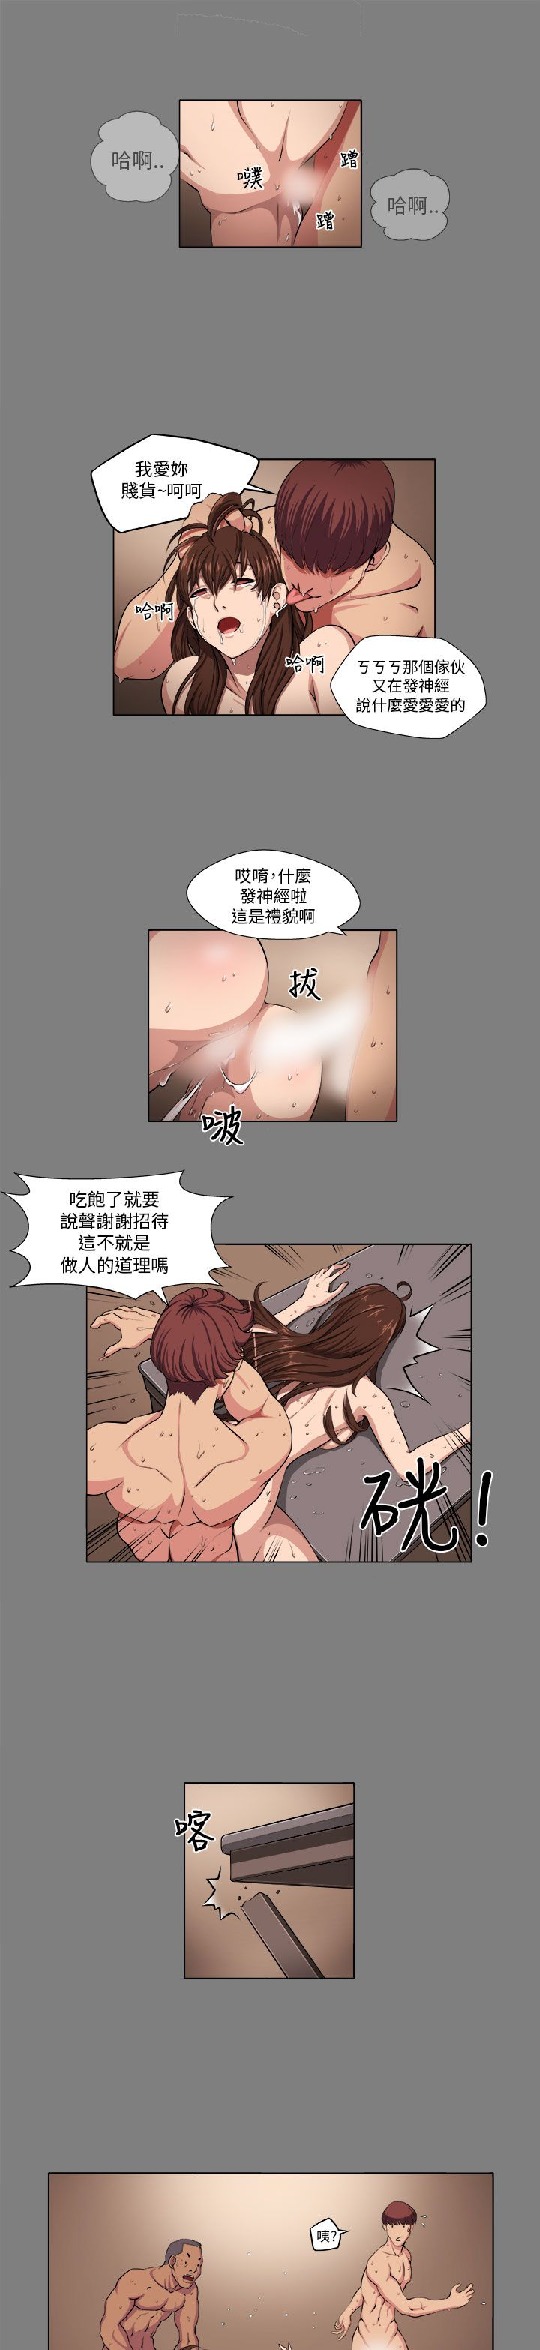 哈啊..
噗
蹭
蹭
哈啊..
我愛妳
賤貨~呵呵
哈啊
哈啊
ㄎㄎㄎ那個傢伙
又在發神經
說什麼愛愛愛的
哎唷，什麼
發神經啦
這是禮貌啊
拔
啵
吃飽了就要
說聲謝謝招待
這不就是
做人的道理嗎
硄！
喀
咦?